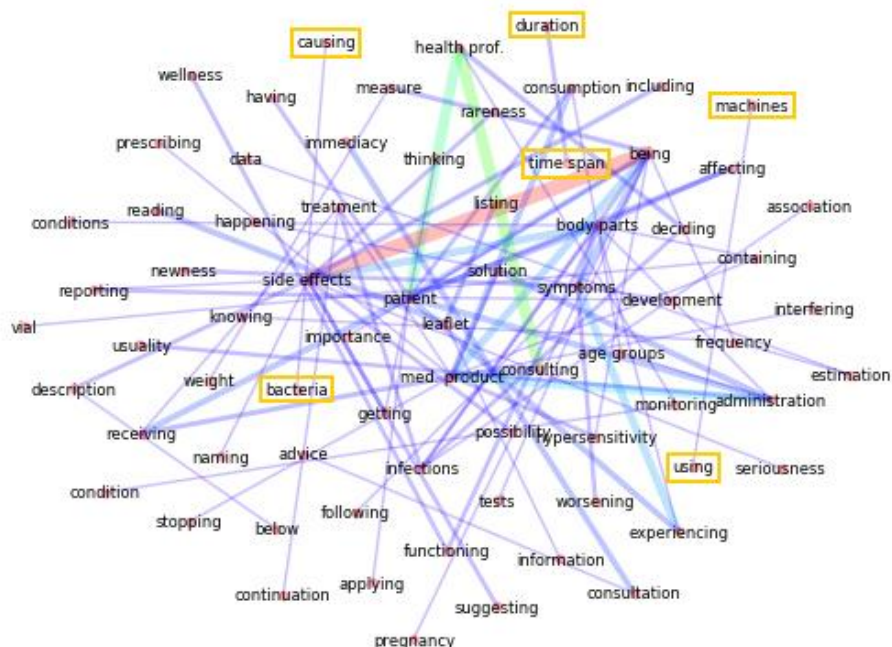 duration
causing
health prof.
wellness
having
measure
consumption
including
machines
rareness
prescribing
data
immediacy
thinking
time span
being
affecting
conditions
reading
happening
treatment
listing
body parts
deciding
association
newness
side effects
solution
containing
reporting
patient
symptoms
development
interfering
vial
usuality
knowing
importance
leaflet
age groups
frequency
description
weight
bacteria
med. product
consulting
estimation
receiving
getting
monitoring
administration
naming
advice
infections
possibility
hypersensitivity
using
seriousness
condition
stopping
below
following
tests
worsening
experiencing
functioning
information
continuation
applying
suggesting
consultation
pregnancy